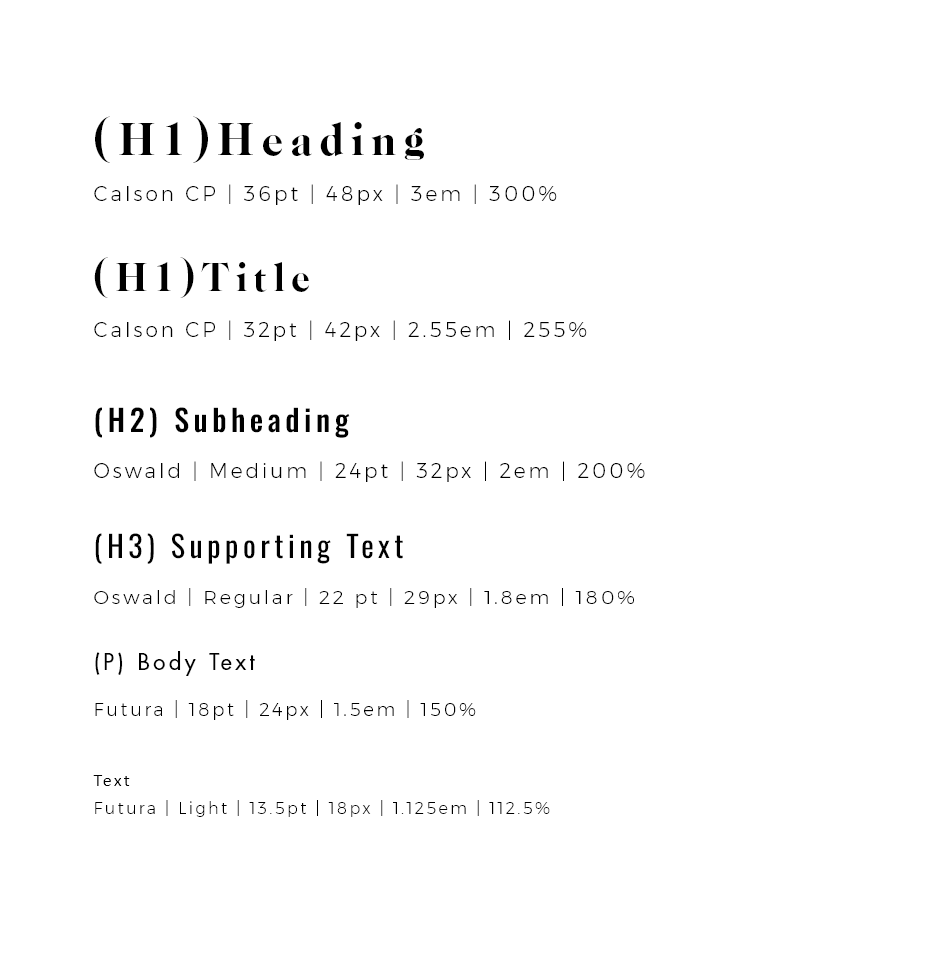 (H1)Heading
Calson CP | 36pt | 48px | 3em | 300%
(H1)Title
Calson CP | 32pt | 42px | 2.55em | 255%
(H2) Subheading
Oswald | Medium | 24pt | 32px | 2em | 200%
(H3) Supporting Text
Oswald | Regular | 22 pt | 29px | 1.8em | 180%
(P) Body Text
Futura | 18pt | 24px | 1.5em | 150%
Text
Futura | Light | 13.5pt | 18px | 1.125em | 112.5%